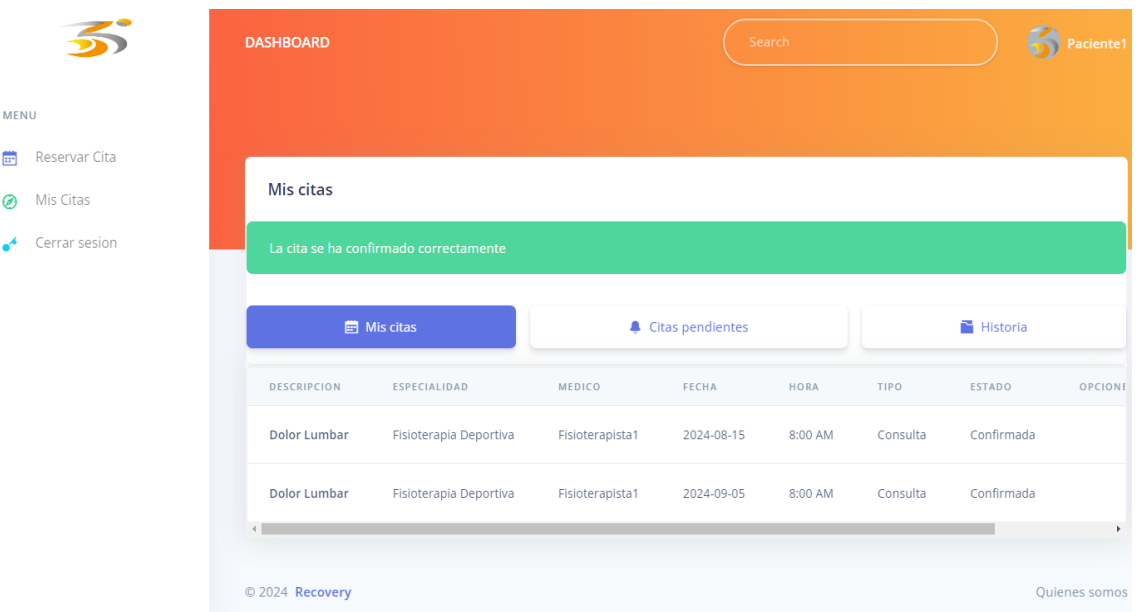 DASHBOARD
Search
Paciente1
MENU
Reservar Cita
Mis Citas
Cerrar sesion
Mis citas
La cita se ha confirmado correctamente
Mis citas Citas pendientes Historia
DESCRIPCION ESPECIALIDAD MEDICO FECHA HORA TIPO ESTADO OPCIONE
Dolor Lumbar Fisioterapia Deportiva Fisioterapista1 2024-08-15 8:00 AM Consulta Confirmada
Dolor Lumbar Fisioterapia Deportiva Fisioterapista1 2024-09-05 8:00 AM Consulta Confirmada
© 2024 Recovery
Quienes somos